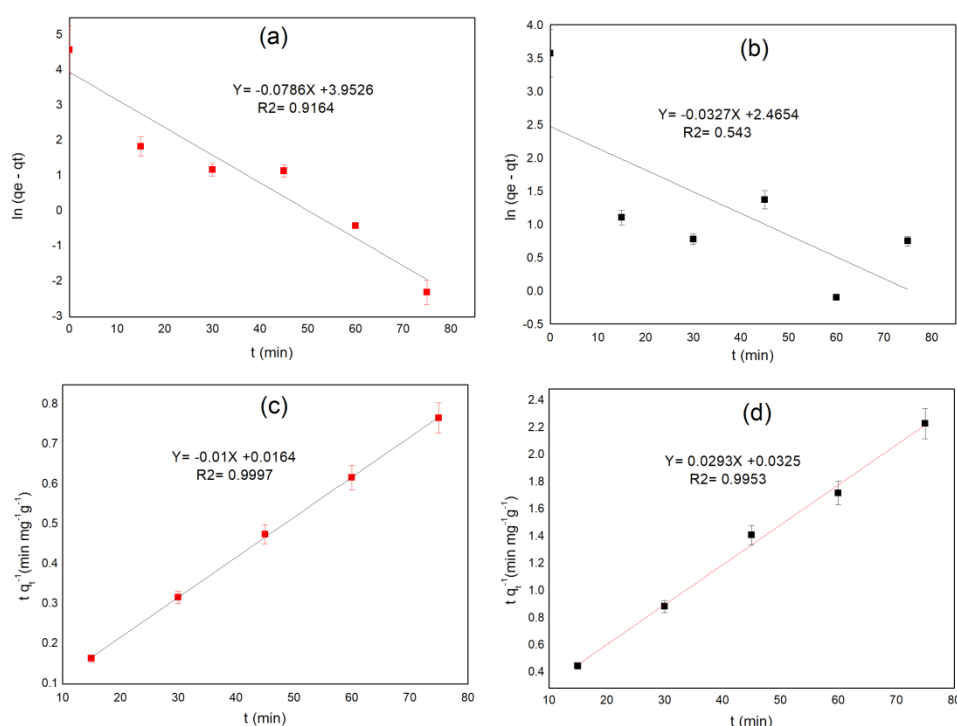 (a)
Y= -0.0786X +3.9526
R2= 0.9164
ln (qe - qt)
5
4
3
2
1
0
-1
-2
-3
0 10 20 30 40 50 60 70 80
t (min)
(b)
Y= -0.0327X +2.4654
R2= 0.543
ln (qe - qt)
4.0
3.5
3.0
2.5
2.0
1.5
1.0
0.5
0.0
-0.5
0 10 20 30 40 50 60 70 80
t (min)
(c)
Y= -0.01X +0.0164
R2= 0.9997
t qt-1(min mg-1g-1)
0.8
0.7
0.6
0.5
0.4
0.3
0.2
0.1
10 20 30 40 50 60 70 80
t (min)
(d)
Y= 0.0293X +0.0325
R2= 0.9953
t qt-1(min mg-1g-1)
2.4
2.2
2.0
1.8
1.6
1.4
1.2
1.0
0.8
0.6
0.4
10 20 30 40 50 60 70 80
t (min)